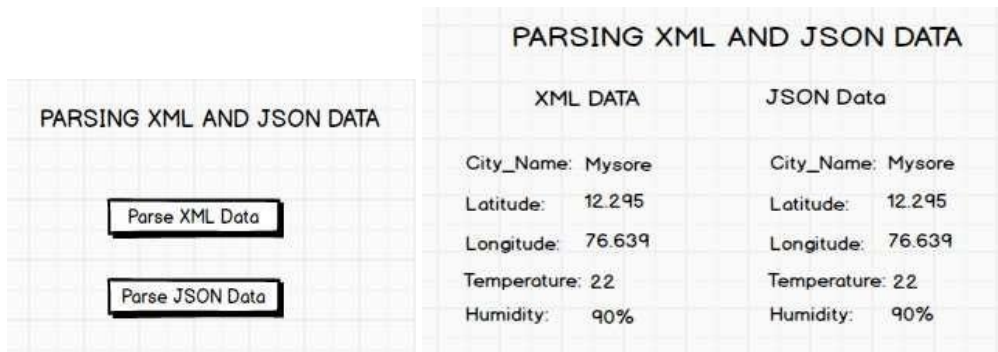 PARSING XML AND JSON DATA
Parse XML Data
Parse JSON Data
PARSING XML AND JSON DATA
XML DATA JSON Data
City_Name: Mysore City_Name: Mysore
Latitude: 12.295 Latitude: 12.295
Longitude: 76.639 Longitude: 76.639
Temperature: 22 Temperature: 22
Humidity: 90% Humidity: 90%